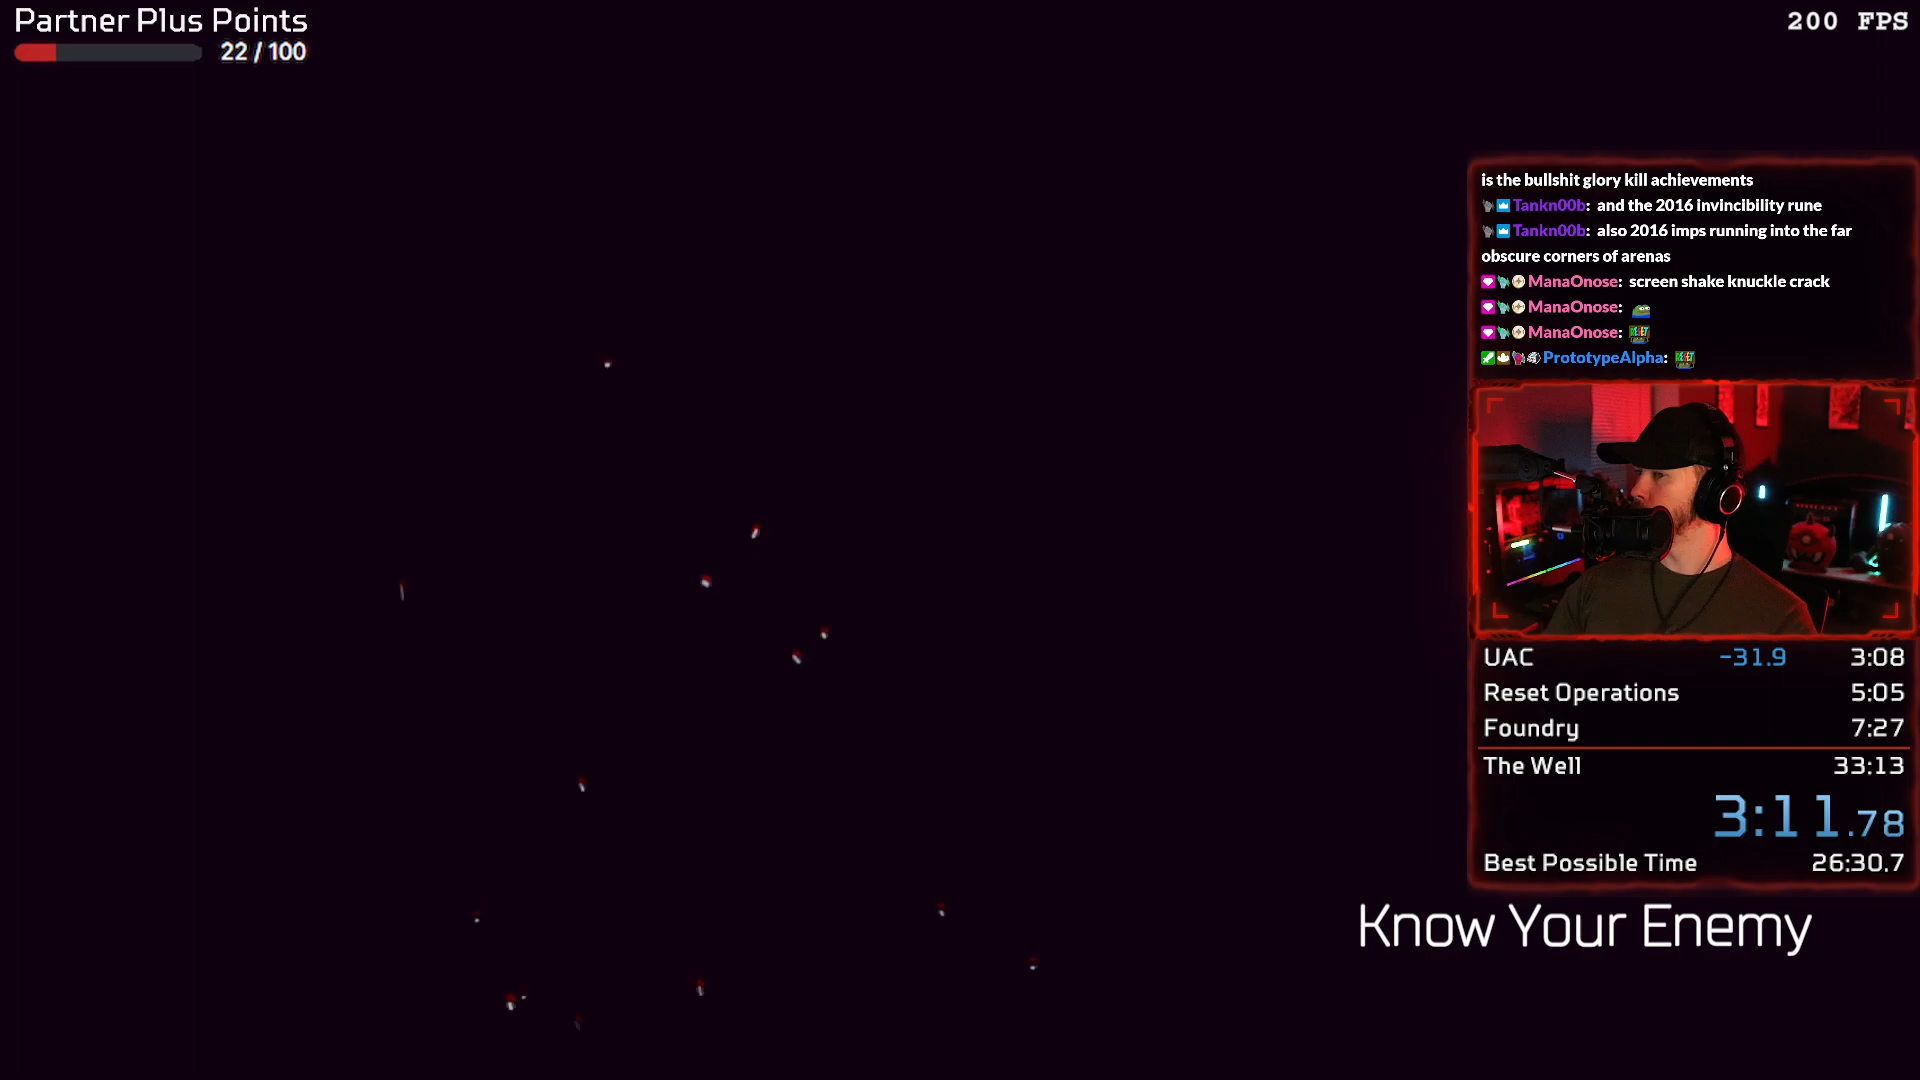 Partner Plus Points
22 / 100
200 FPS
is the bullshit glory kill achievements
Tankn00b: and the 2016 invincibility rune
Tankn00b: also 2016 imps running into the far
obscure corners of arenas
ManaOnose: screen shake knuckle crack
ManaOnose:
ManaOnose:
PrototypeAlpha:
UAC -31.9 3:08
Reset Operations 5:05
Foundry 7:27
The Well 33:13
3:11.78
Best Possible Time 26:30.7
Know Your Enemy